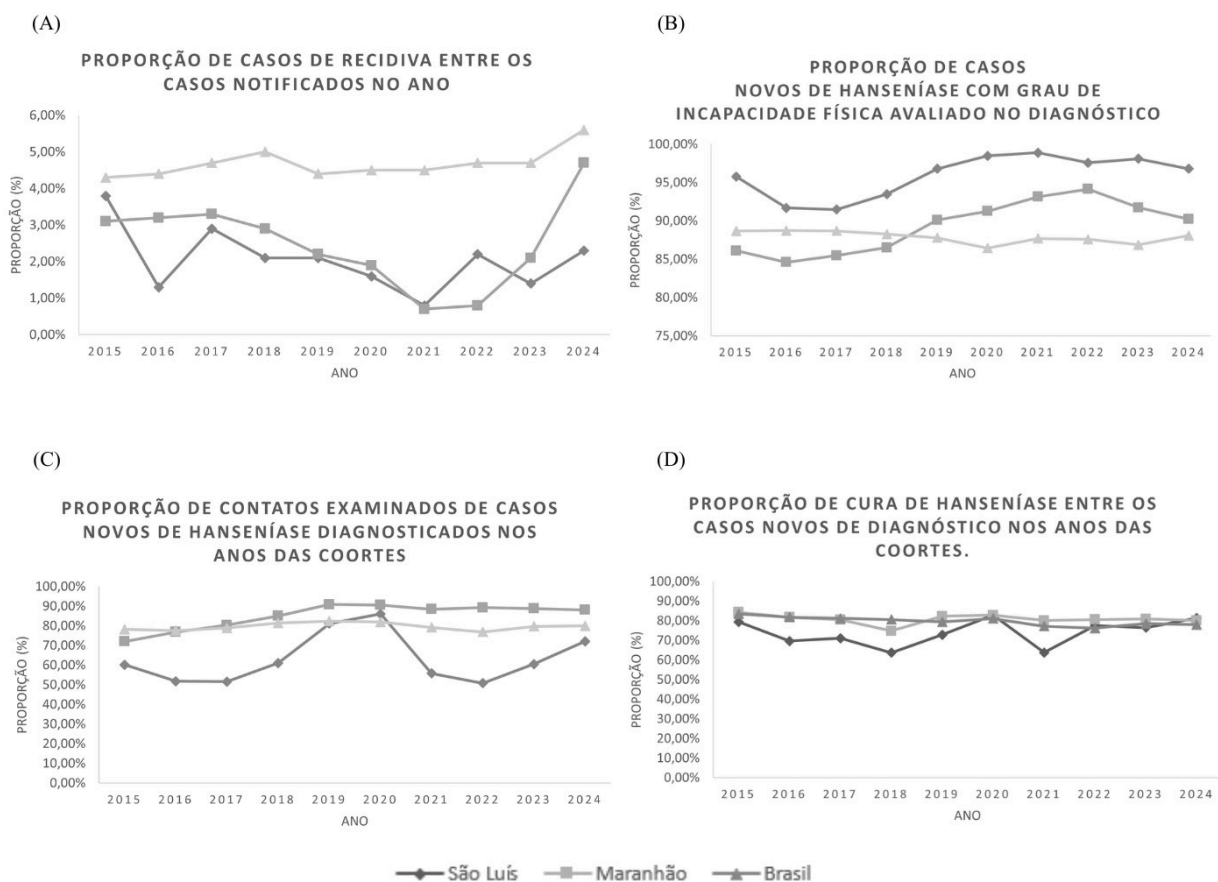 (A)
PROPORÇÃO DE CASOS DE RECIDIVA ENTRE OS
CASOS NOTIFICADOS NO ANO
PROPORÇÃO (%)
6,00%
5,00%
4,00%
3,00%
2,00%
1,00%
0,00%
2015 2016 2017 2018 2019 2020 2021 2022 2023 2024
ANO
(B)
PROPORÇÃO DE CASOS
NOVOS DE HANSENÍASE COM GRAU DE
INCAPACIDADE FÍSICA AVALIADO NO DIAGNÓSTICO
PROPORÇÃO (%)
100,00%
95,00%
90,00%
85,00%
80,00%
75,00%
2015 2016 2017 2018 2019 2020 2021 2022 2023 2024
ANO
(C)
PROPORÇÃO DE CONTATOS EXAMINADOS DE CASOS
NOVOS DE HANSENÍASE DIAGNOSTICADOS NOS
ANOS DAS COORTES
PROPORÇÃO (%)
100,00%
90,00%
80,00%
70,00%
60,00%
50,00%
40,00%
30,00%
20,00%
10,00%
0,00%
2015 2016 2017 2018 2019 2020 2021 2022 2023 2024
ANO
(D)
PROPORÇÃO DE CURA DE HANSENÍASE ENTRE OS
CASOS NOVOS DE DIAGNÓSTICO NOS ANOS DAS
COORTES.
PROPORÇÃO (%)
100,00%
90,00%
80,00%
70,00%
60,00%
50,00%
40,00%
30,00%
20,00%
10,00%
0,00%
2015 2016 2017 2018 2019 2020 2021 2022 2023 2024
ANO
São Luís Maranhão Brasil